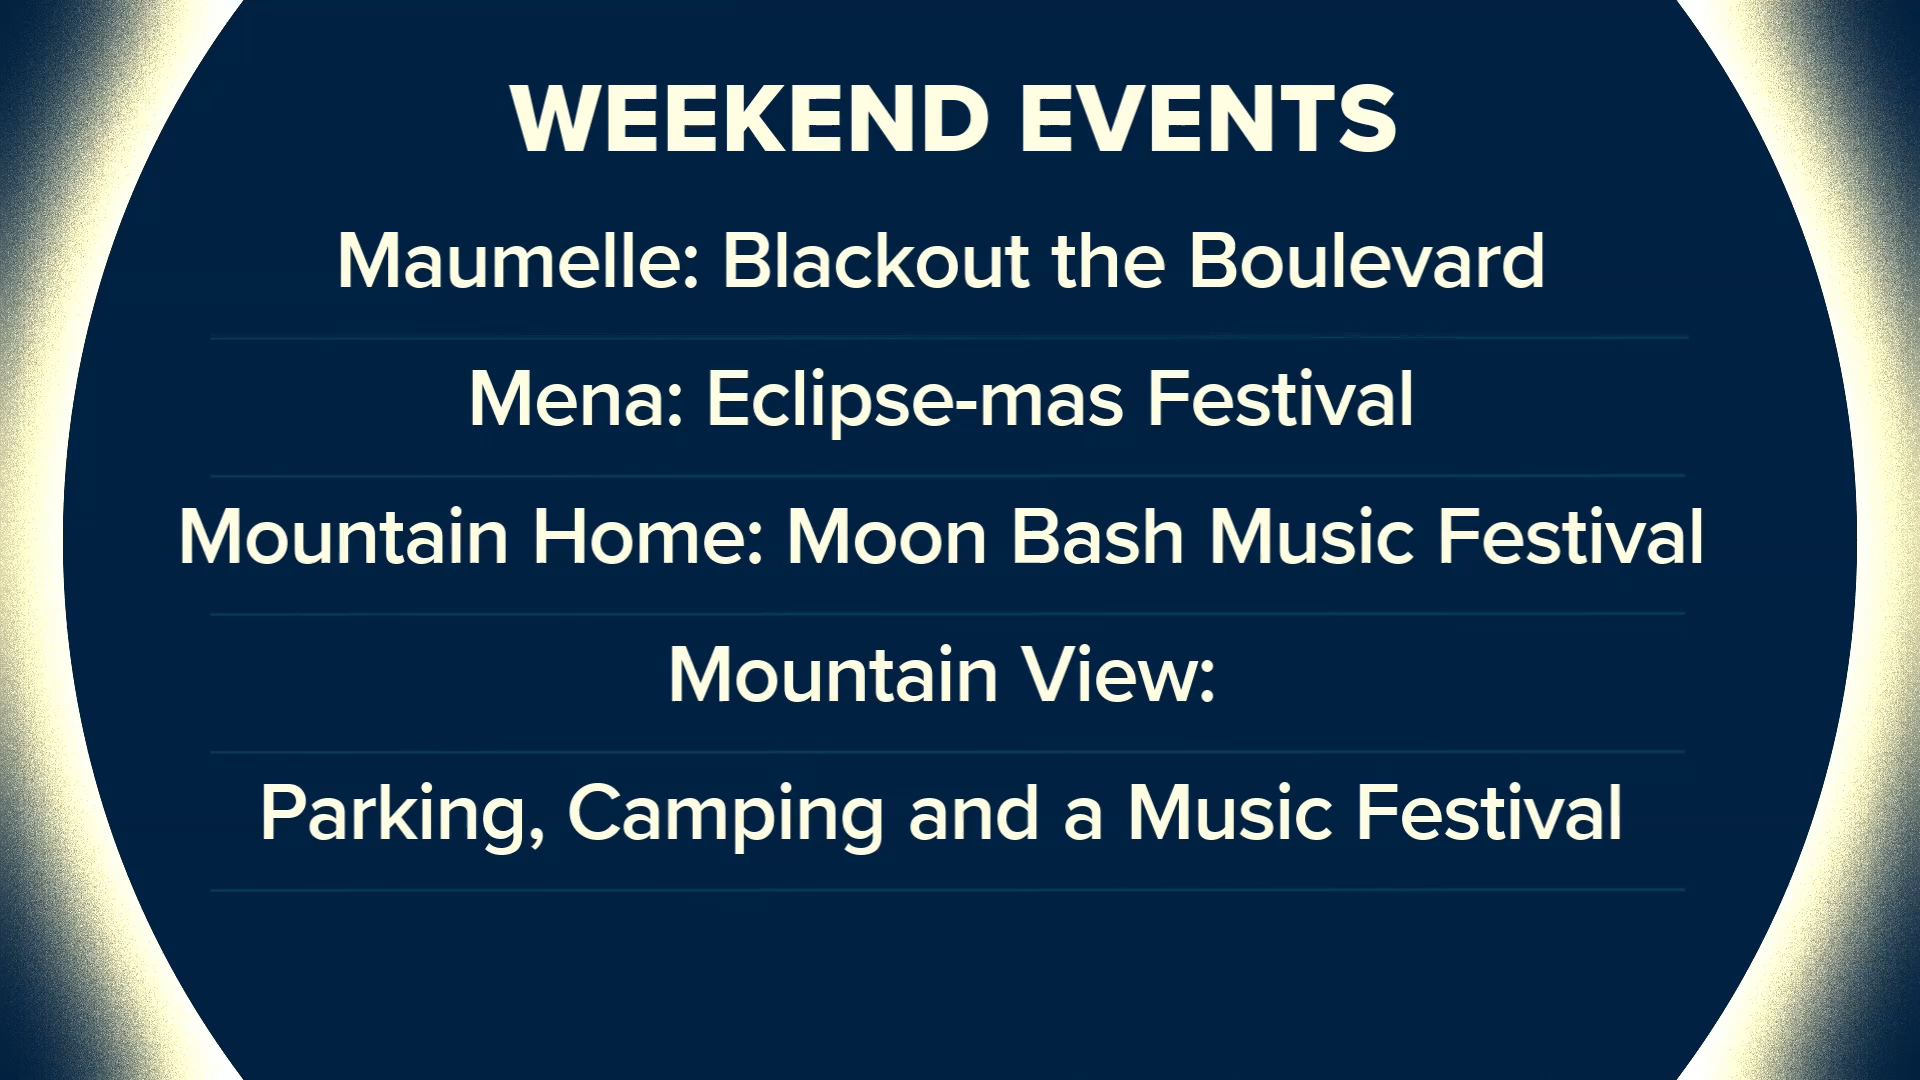 WEEKEND EVENTS
Maumelle: Blackout the Boulevard
Mena: Eclipse-mas Festival
Mountain Home: Moon Bash Music Festival
Mountain View:
Parking, Camping and a Music Festival